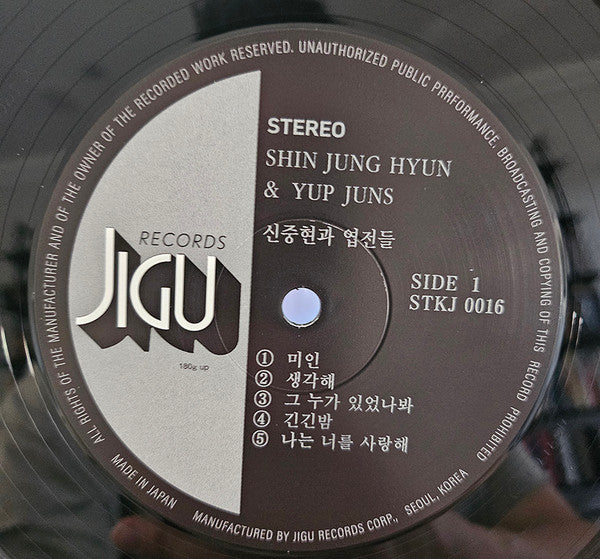 ALL RIGHTS OF THE MANUFACTURER AND OF THE OWNER OF THE RECORDED WORK RESERVED. UNAUTHORIZED PUBLIC PRRFORMANCE, BROADCASTING AND COPYING OF THIS RECORD PROHIBITED
STEREO
SHIN JUNG HYUN
& YUP JUNS
신중현과 엽전들
RECORDS
JIGU
180g up
SIDE 1
STKJ 0016
① 미인
② 생각해
③ 그 누가 있었나봐
④ 긴긴밤
⑤ 나는 너를 사랑해
MADE IN JAPAN
MANUFACTURED BY JIGU RECORDS CORP., SEOUL, KOREA